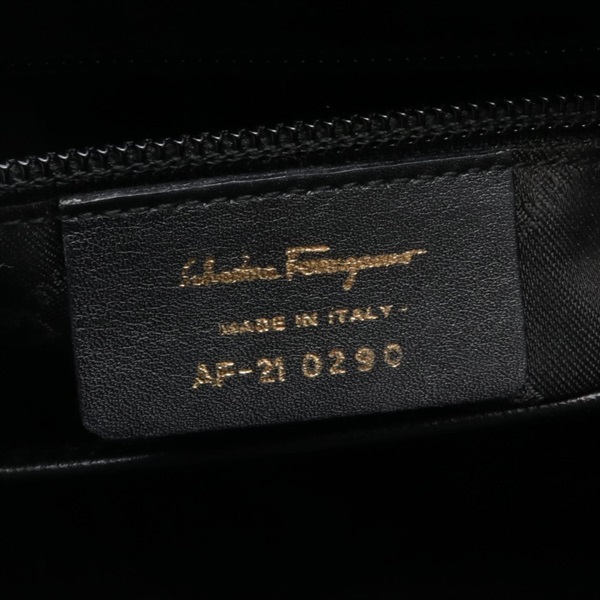 Salvatore Ferragamo
- MADE IN ITALY -
AF-21 0290